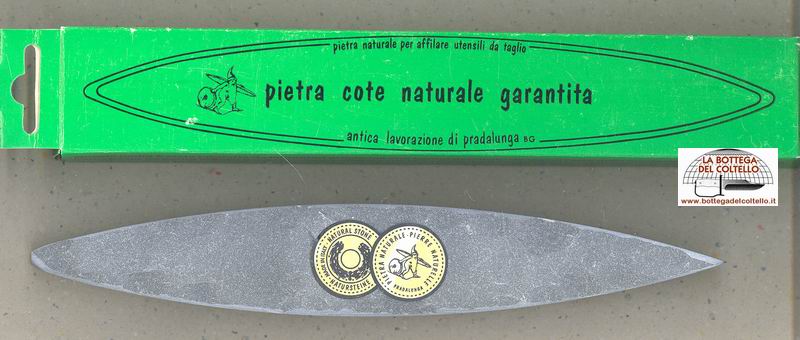 pietra naturale per affilare utensili da taglio
pietra cote naturale garantita
antica lavorazione di pradalunga BG
LA BOTTEGA
DEL COLTELLO
www.bottegadelcoltello.it
NATURAL STONE
NATURSTEINE
PIETRA NATURALE - PIERRE NATURELLE
PRADALUNGA